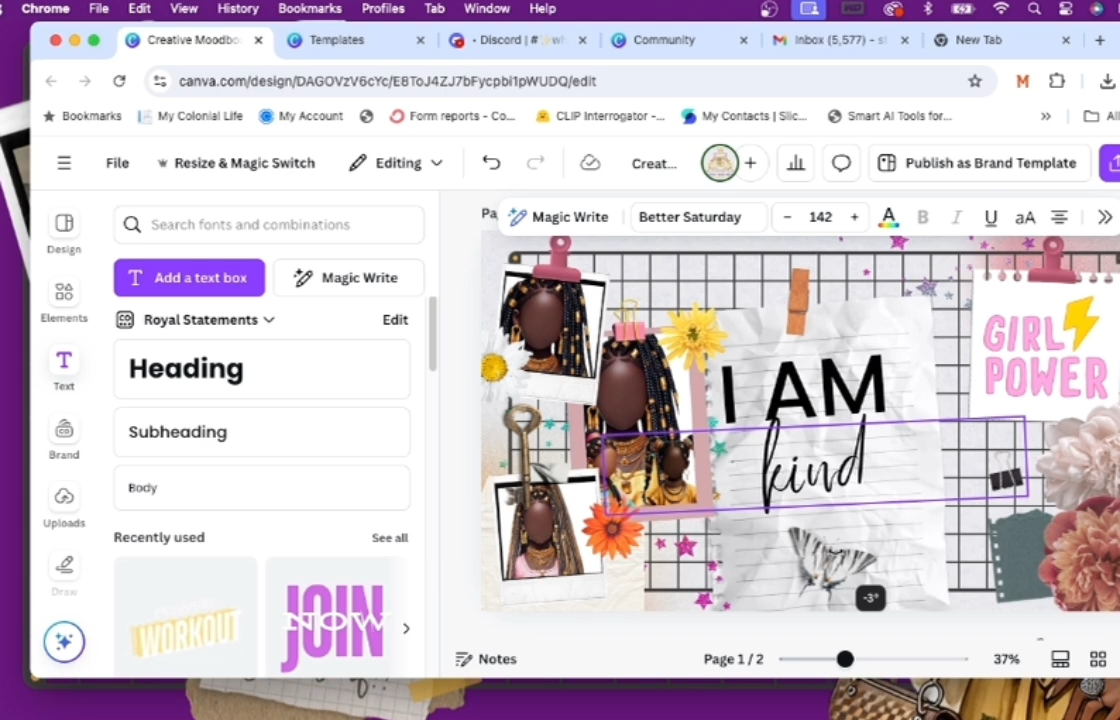 Chrome File Edit View History Bookmarks Profiles Tab Window Help
Creative Moodbo
Templates
• Discord | #
Community
Inbox (5,577) – s
New Tab
canva.com/design/DAGOVzV6cYc/E8ToJ4ZJ7bFycpbi1pWUDQ/edit
Bookmarks
My Colonial Life
My Account
Form reports - Co...
CLIP Interrogator -...
My Contacts | Slic...
Smart AI Tools for...
All
File
Resize & Magic Switch
Editing
Creat...
Publish as Brand Template
Design
Elements
Text
Brand
Uploads
Draw
Search fonts and combinations
Add a text box
Magic Write
Royal Statements
Edit
Heading
Subheading
Body
Recently used
See all
WORKOUT
JOIN
NOW
Pa
Magic Write
Better Saturday
– 142 +
A B I U aA
I AM
kind
GIRL
POWER
-3°
Notes
Page 1 / 2
37%